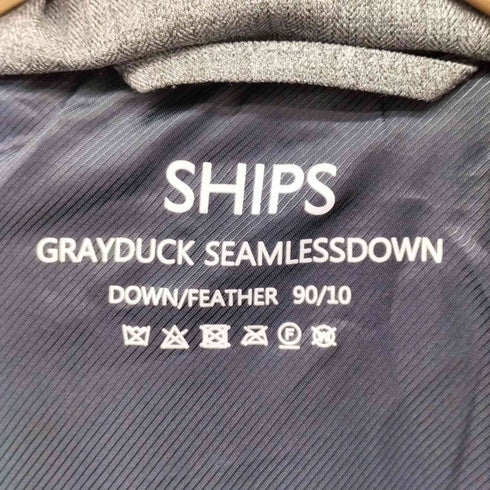 SHIPS
GRAYDUCK SEAMLESSDOWN
DOWN/FEATHER 90/10
F W